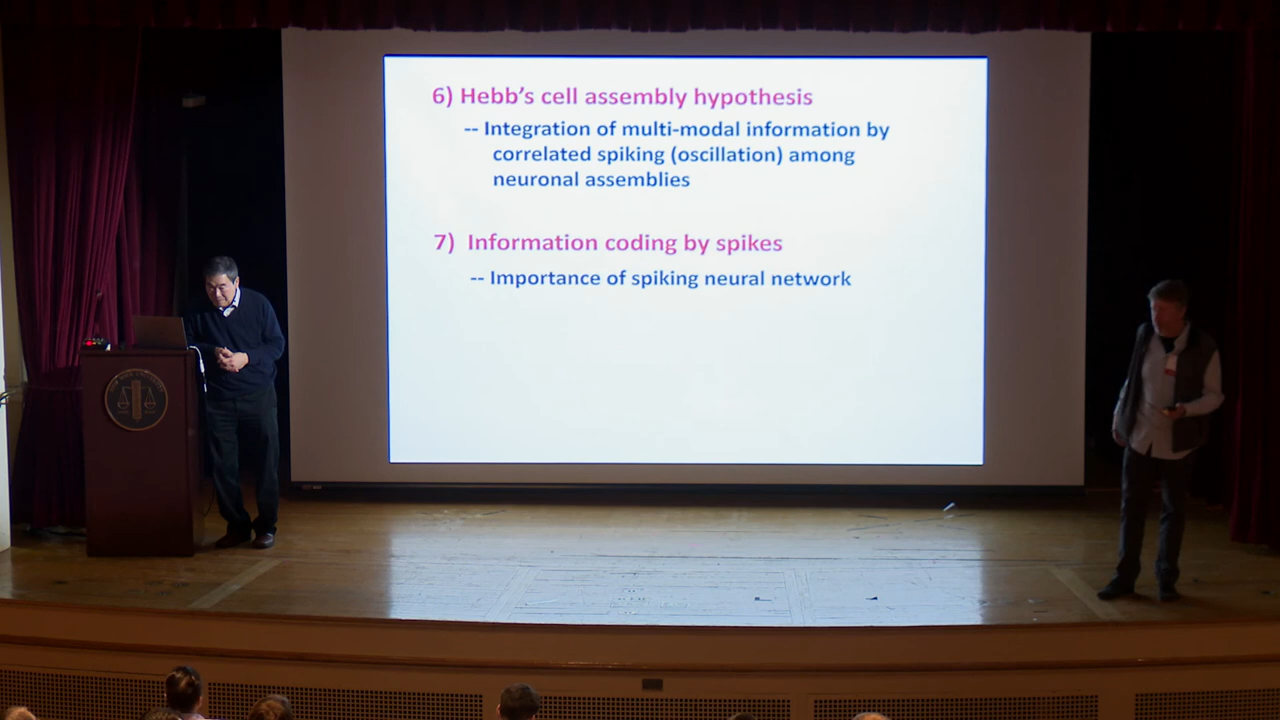 6) Hebb's cell assembly hypothesis
-- Integration of multi-modal information by
correlated spiking (oscillation) among
neuronal assemblies
7) Information coding by spikes
-- Importance of spiking neural network